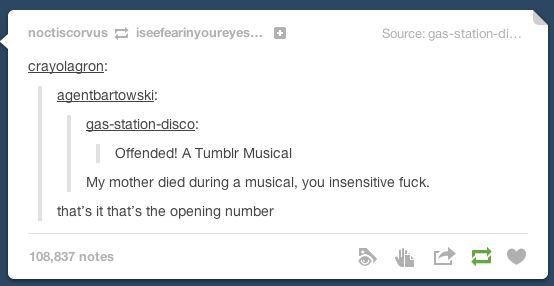 noctiscorvus iseefearinyoureyes... Source: gas-station-di...
crayolagron:
agentbartowski:
gas-station-disco:
Offended! A Tumblr Musical
My mother died during a musical, you insensitive fuck.
that's it that's the opening number
108,837 notes